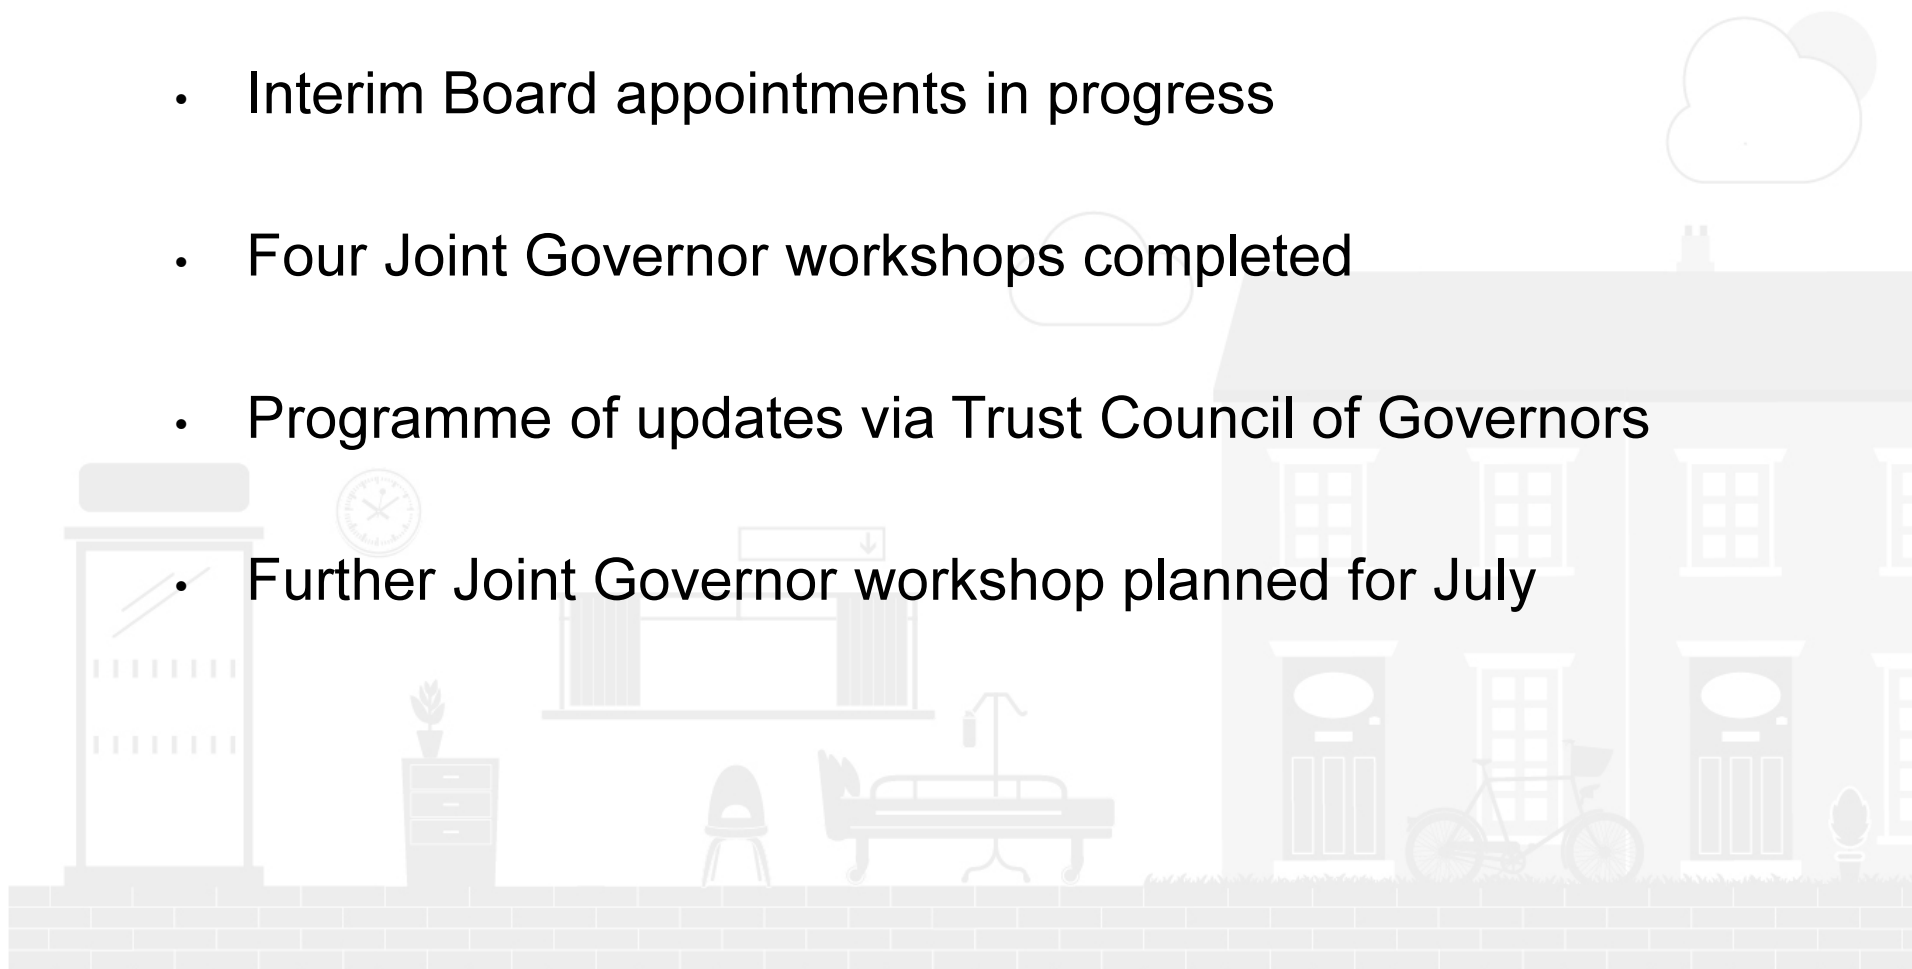 • Interim Board appointments in progress
• Four Joint Governor workshops completed
• Programme of updates via Trust Council of Governors
• Further Joint Governor workshop planned for July